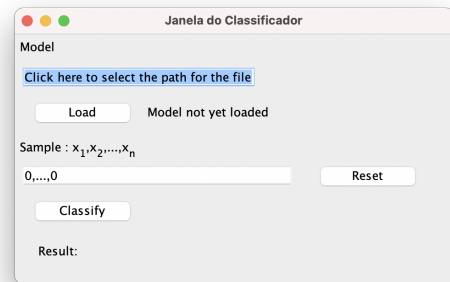 Janela do Classificador
Model
Click here to select the path for the file
Load Model not yet loaded
Sample : x₁,x₂,...,xₙ
0,...,0 Reset
Classify
Result: